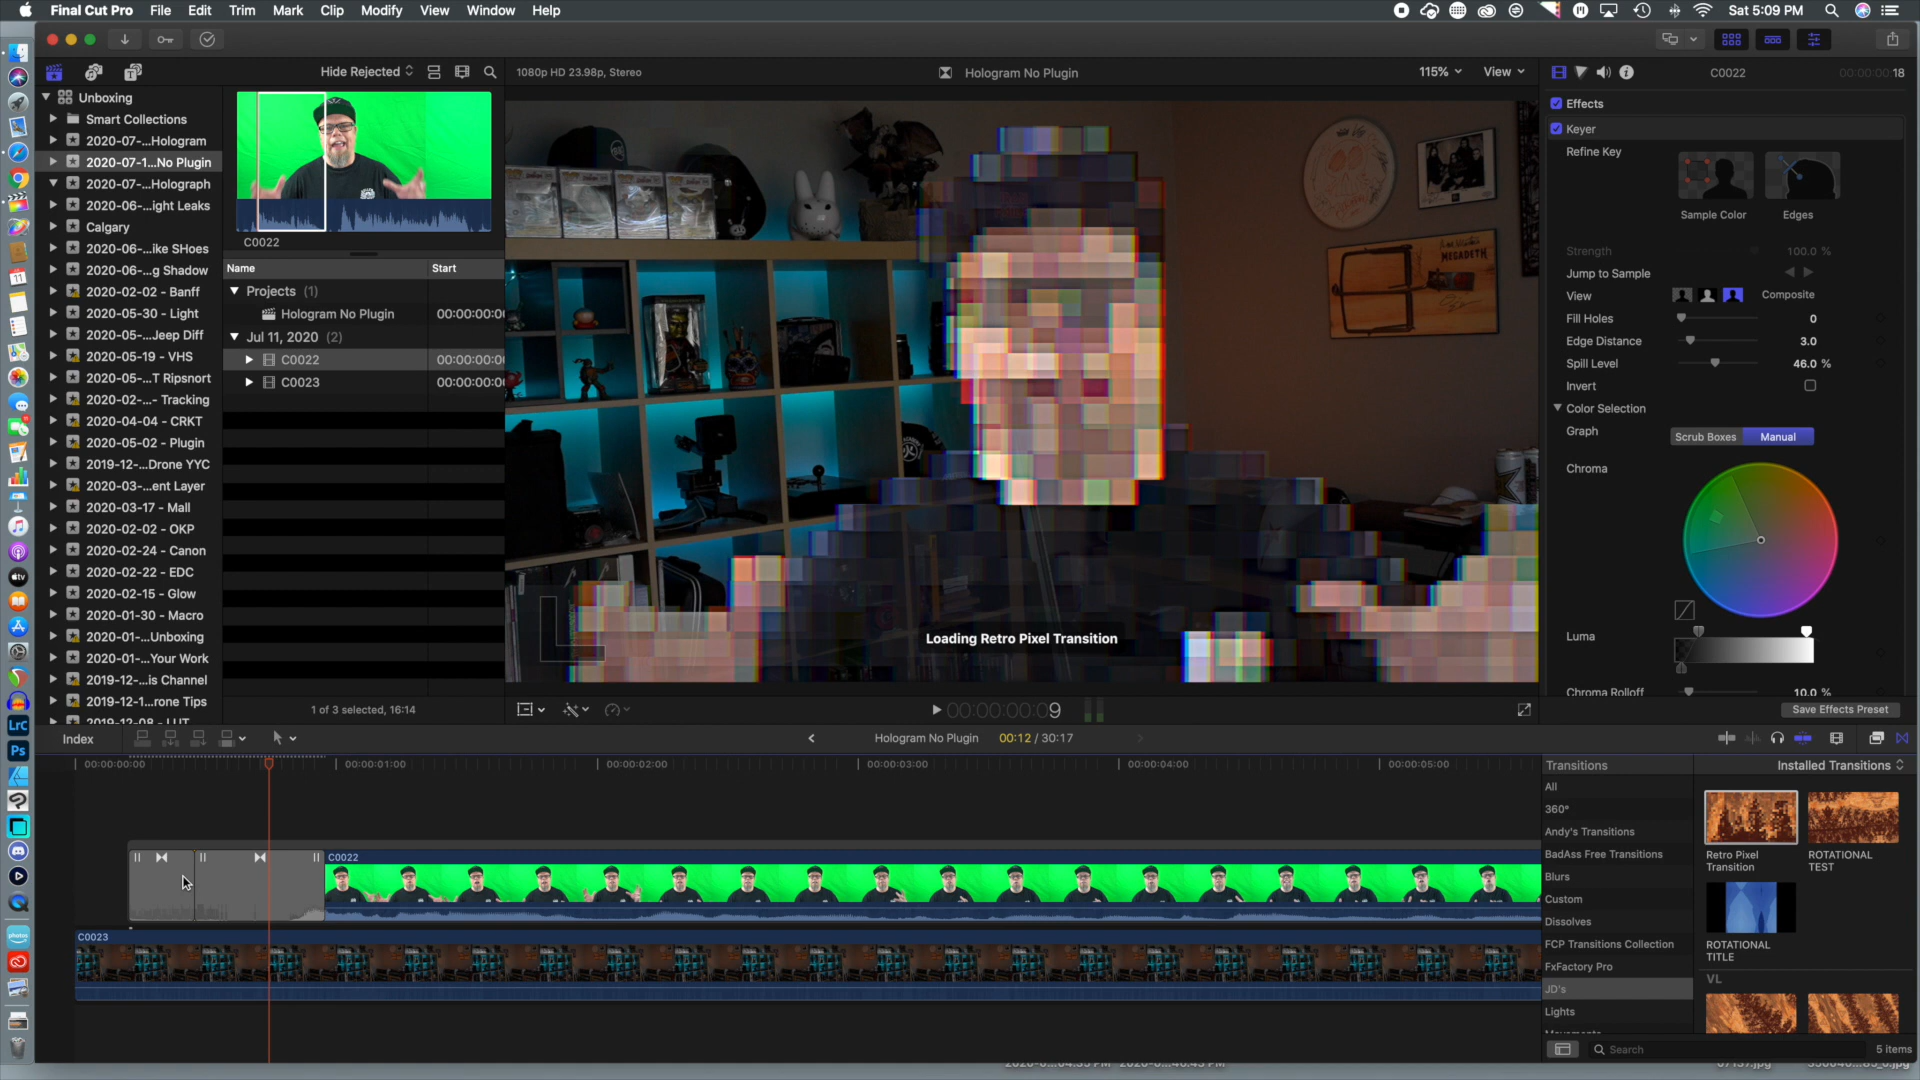 Final Cut Pro File Edit Trim Mark Clip Modify View Window Help
Sat 5:09 PM
Hide Rejected
1080p HD 23.98p, Stereo
Hologram No Plugin
115%
View
C0022
00:00:00:18
Unboxing
Smart Collections
2020-07-...Hologram
2020-07-1...No Plugin
2020-07-...Holograph
2020-06-...ight Leaks
Calgary
2020-06-...ike SHoes
2020-06-...g Shadow
2020-02-02 - Banff
2020-05-30 - Light
2020-05-...Jeep Diff
2020-05-19 - VHS
2020-05-...T Ripsnort
2020-02-...- Tracking
2020-04-04 - CRKT
2020-05-02 - Plugin
2019-12-...Drone YYC
2020-03-...ent Layer
2020-03-17 - Mall
2020-02-02 - OKP
2020-02-24 - Canon
2020-02-22 - EDC
2020-02-15 - Glow
2020-01-30 - Macro
2020-01-...Unboxing
2020-01-...Your Work
2019-12-...is Channel
2019-12-1...rone Tips
2019-12-08 - LUT
C0022
Name Start
Projects (1)
Hologram No Plugin 00:00:00:0
Jul 11, 2020 (2)
C0022 00:00:00:0
C0023 00:00:00:0
1 of 3 selected, 16:14
MEGADETH
Loading Retro Pixel Transition
00:00:00:09
Effects
Keyer
Refine Key
Sample Color
Edges
Strength 100.0 %
Jump to Sample
View Composite
Fill Holes 0
Edge Distance 3.0
Spill Level 46.0 %
Invert
Color Selection
Graph Scrub Boxes Manual
Chroma
Luma
Chroma Rolloff 10.0 %
Save Effects Preset
Index
Hologram No Plugin 00:12 / 30:17
00:00:00:00 00:00:01:00 00:00:02:00 00:00:03:00 00:00:04:00 00:00:05:00
C0022
C0023
Transitions
Installed Transitions
All
360°
Andy's Transitions
BadAss Free Transitions
Blurs
Custom
Dissolves
FCP Transitions Collection
FxFactory Pro
JD's
Lights
Movements
Retro Pixel
Transition
ROTATIONAL
TEST
ROTATIONAL
TITLE
VL
Search
5 items
LrC
Ps
tv
photos
11